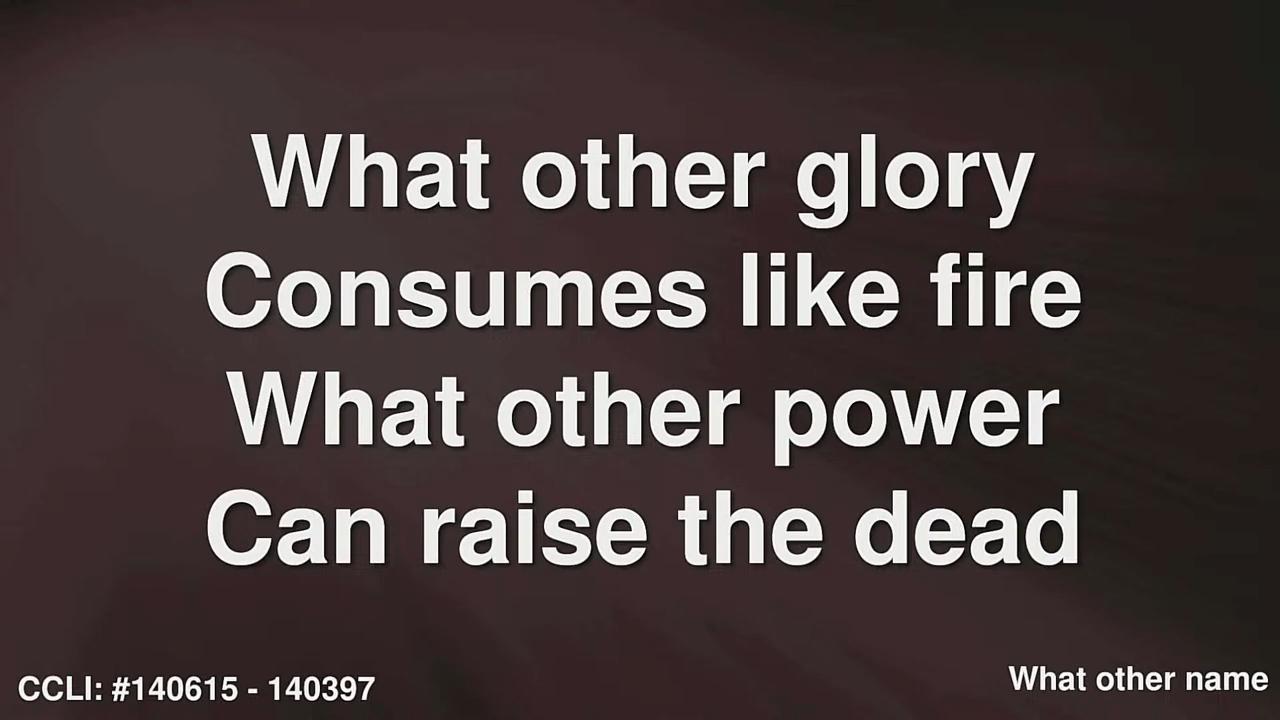 What other glory
Consumes like fire
What other power
Can raise the dead
CCLI: #140615 - 140397
What other name